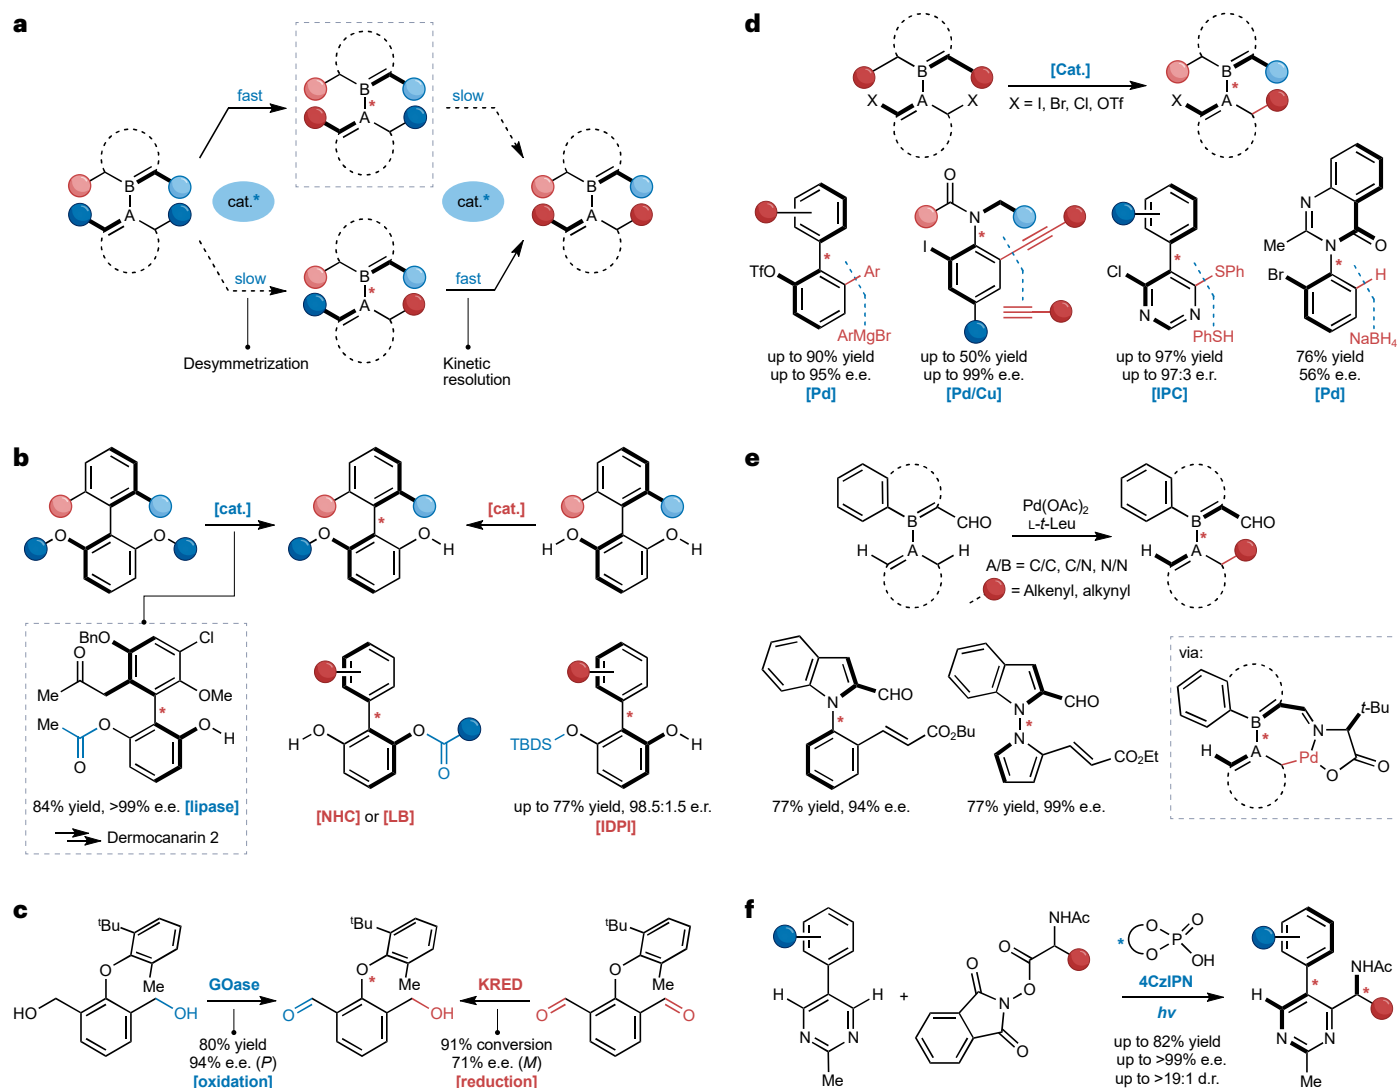 a
B
A
fast
slow
B
A
*
cat.*
cat.*
B
A
slow
fast
B
A
*
Desymmetrization
Kinetic
resolution
b
[cat.]
[cat.]
O
O
O
*
O
H
H
O
O
H
BnO
Cl
O
Me
OMe
Me
O
*
O
H
O
84% yield, >99% e.e. [lipase]
Dermocanarin 2
*
H
O
O
O
[NHC] or [LB]
*
TBDS
O
O
H
up to 77% yield, 98.5:1.5 e.r.
[IDPI]
c
tBu
O
Me
HO
OH
GOase
80% yield
94% e.e. (P)
[oxidation]
tBu
O
*
Me
O
OH
KRED
91% conversion
71% e.e. (M)
[reduction]
tBu
O
Me
O
O
d
B
A
X
X
[Cat.]
X = I, Br, Cl, OTf
B
A
*
X
*
TfO
Ar
ArMgBr
up to 90% yield
up to 95% e.e.
[Pd]
O
N
*
I
up to 50% yield
up to 99% e.e.
[Pd/Cu]
*
Cl
SPh
N
N
PhSH
up to 97% yield
up to 97:3 e.r.
[IPC]
N
Me
N
O
*
Br
H
NaBH4
76% yield
56% e.e.
[Pd]
e
B
CHO
H
A
H
Pd(OAc)2
L-t-Leu
A/B = C/C, C/N, N/N
= Alkenyl, alkynyl
B
CHO
*
H
A
N
CHO
*
CO2Bu
77% yield, 94% e.e.
N
CHO
*
N
CO2Et
77% yield, 99% e.e.
via:
B
N
t-Bu
*
H
A
Pd
O
O
f
H
H
N
N
Me
+
O
N
O
O
O
NHAc
*
O
O
P
O
OH
4CzIPN
hv
up to 82% yield
up to >99% e.e.
up to >19:1 d.r.
NHAc
*
*
H
N
N
Me